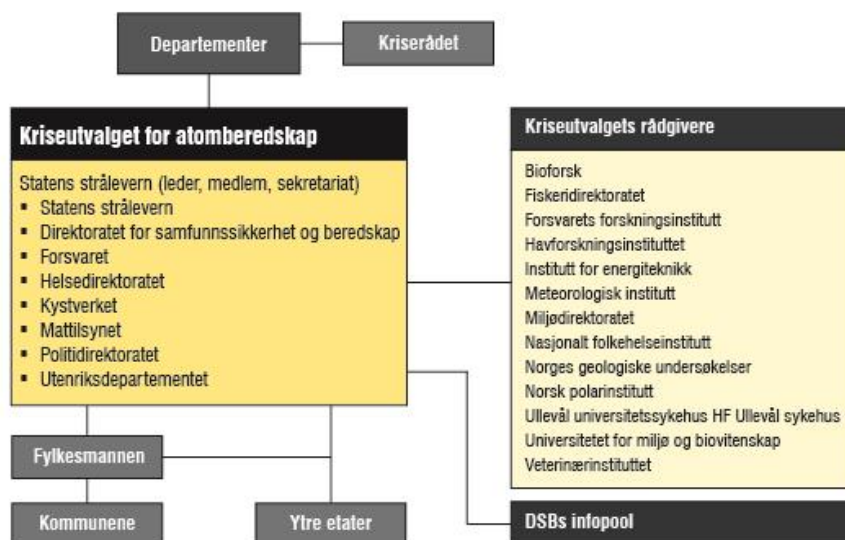 Departementer
Kriserådet
Kriseutvalget for atomberedskap
Statens strålevern (leder, medlem, sekretariat)
▪ Statens strålevern
▪ Direktoratet for samfunnssikkerhet og beredskap
▪ Forsvaret
▪ Helsedirektoratet
▪ Kystverket
▪ Mattilsynet
▪ Politidirektoratet
▪ Utenriksdepartementet
Kriseutvalgets rådgivere
Bioforsk
Fiskeridirektoratet
Forsvarets forskningsinstitutt
Havforskningsinstituttet
Institutt for energiteknikk
Meteorologisk institutt
Miljødirektoratet
Nasjonalt folkehelseinstitutt
Norges geologiske undersøkelser
Norsk polarinstitutt
Ullevål universitetssykehus HF Ullevål sykehus
Universitetet for miljø og biovitenskap
Veterinærinstituttet
Fylkesmannen
Kommunene
Ytre etater
DSBs infopool